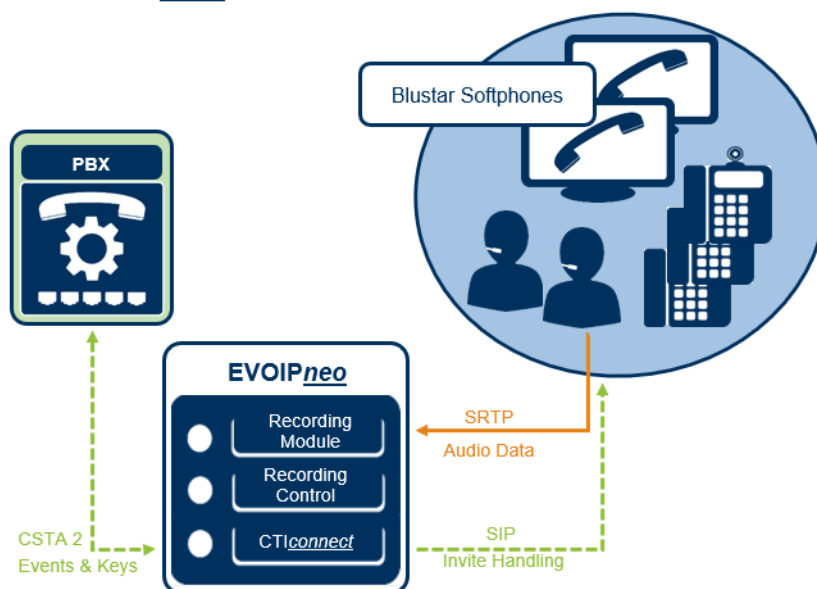 Blustar Softphones
PBX
EVOIPneo
Recording
Module
Recording
Control
CTIconnect
SRTP
Audio Data
SIP
Invite Handling
CSTA 2
Events & Keys